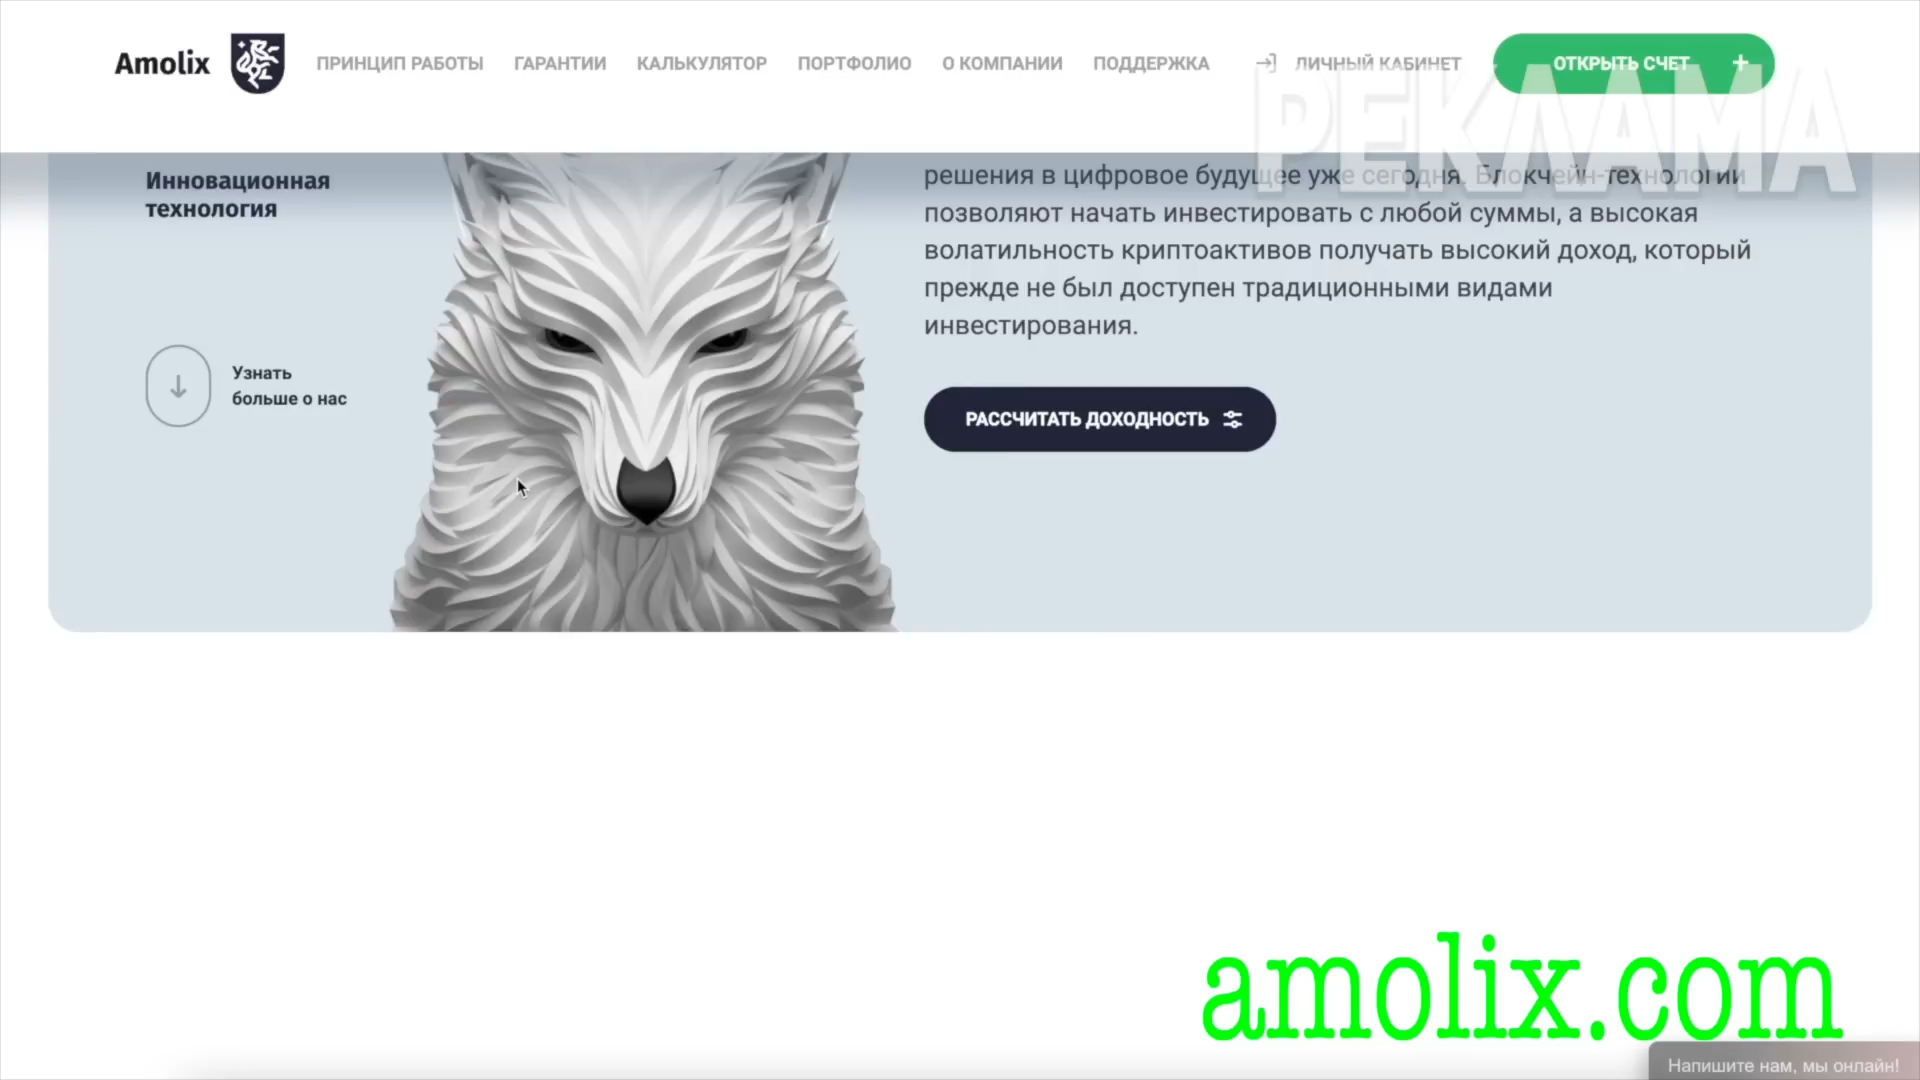 Amolix
ПРИНЦИП РАБОТЫ
ГАРАНТИИ
КАЛЬКУЛЯТОР
ПОРТФОЛИО
О КОМПАНИИ
ПОДДЕРЖКА
ЛИЧНЫЙ КАБИНЕТ
ОТКРЫТЬ СЧЕТ
РЕКЛАМА
Инновационная
технология
решения в цифровое будущее уже сегодня. Блокчейн-технологии
позволяют начать инвестировать с любой суммы, а высокая
волатильность криптоактивов получать высокий доход, который
прежде не был доступен традиционными видами
инвестирования.
Узнать
больше о нас
РАССЧИТАТЬ ДОХОДНОСТЬ
amolix.com
Напишите нам, мы онлайн!